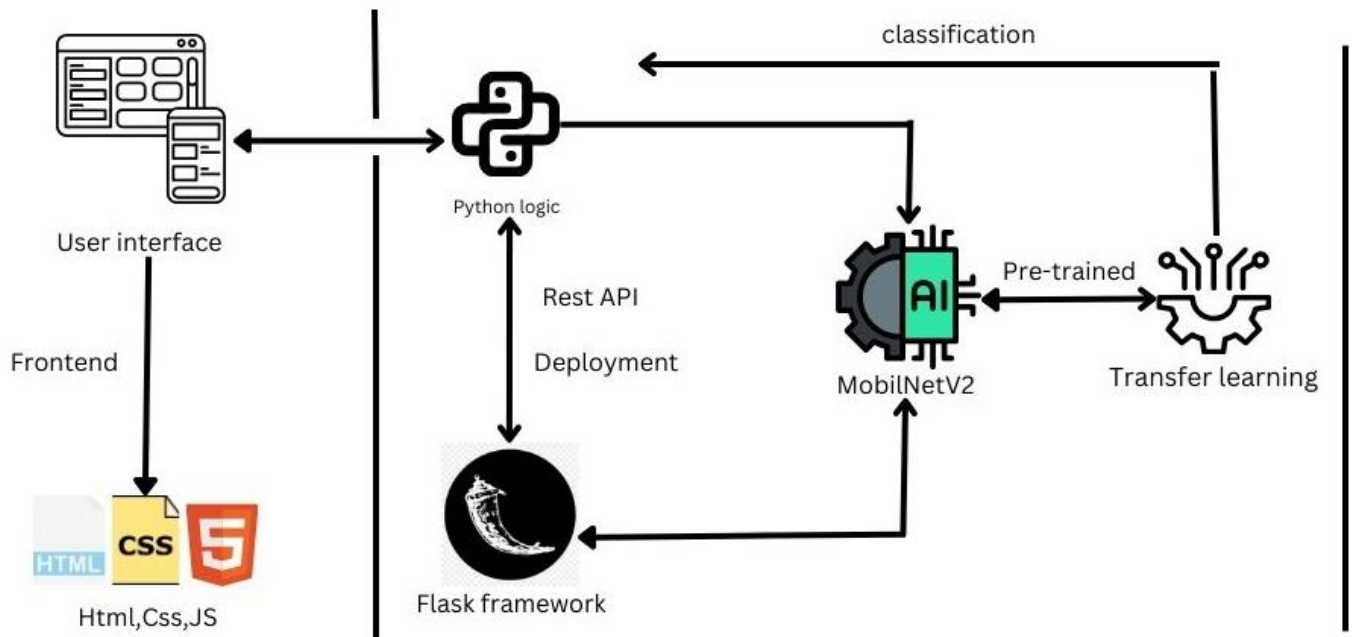 classification
Python logic
User interface
Pre-trained
AI
Rest API
Frontend
Deployment
MobilNetV2
Transfer learning
HTML
CSS
5
Flask framework
Html,Css,JS